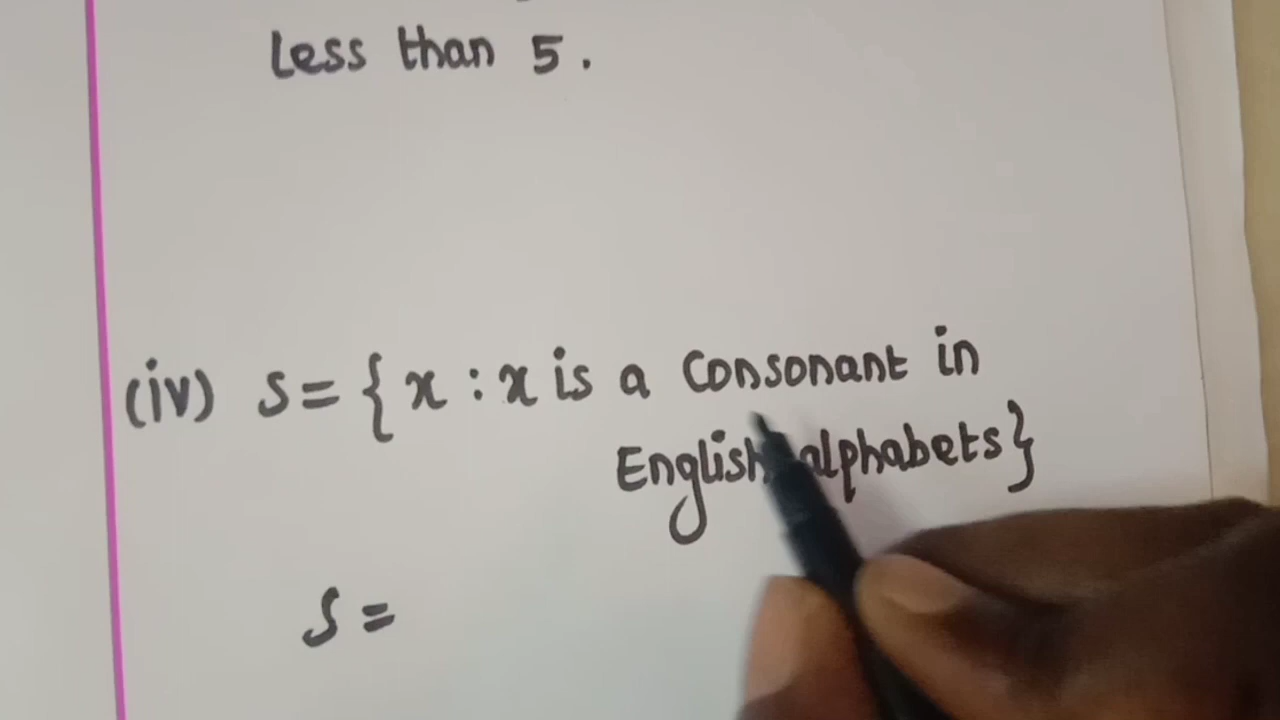 Less than 5.
(iv) S = { x : x is a Consonant in
English alphabets}
S =